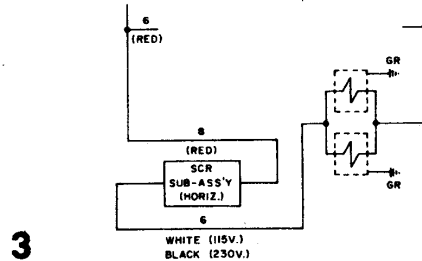 6
(RED)
GR
8
(RED)
SCR
SUB-ASS'Y
(HORIZ.)
GR
6
WHITE (115V.)
BLACK (230V.)
3